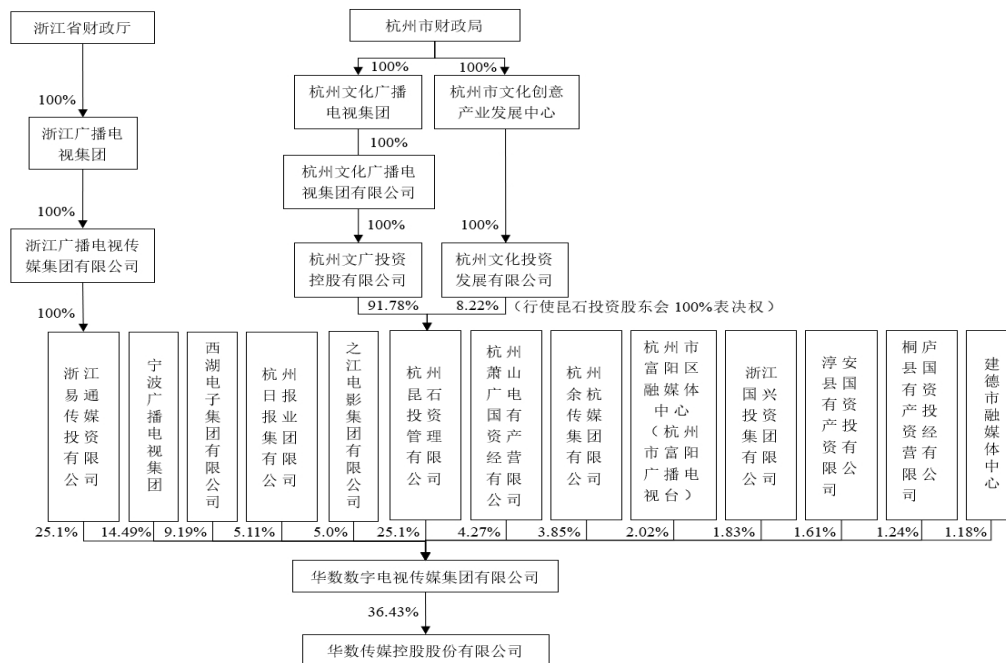 浙江省财政厅
杭州市财政局
100%
100%
100%
杭州文化广播
电视集团
杭州市文化创意
产业发展中心
浙江广播电
视集团
100%
杭州文化广播电
视集团有限公司
100%
100%
100%
浙江广播电视传
媒集团有限公司
杭州文广投资
控股有限公司
杭州文化投资
发展有限公司
91.78%
8.22%
（行使昆石投资股东会 100%表决权）
100%
浙江易通传媒投资有限公司
宁波广播电视集团
西湖电子集团有限公司
杭州日报报业集团有限公司
之江电影集团有限公司
杭州昆石投资管理有限公司
杭州萧山广电国有资产经营有限公司
杭州余杭传媒集团有限公司
杭州市富阳区融媒体中心（杭州市富阳广播电视台）
浙江国兴投资集团有限公司
淳安县国有资产投资有限公司
桐庐县国有资产投资经营有限公司
建德市融媒体中心
25.1%
14.49%
9.19%
5.11%
5.0%
25.1%
4.27%
3.85%
2.02%
1.83%
1.61%
1.24%
1.18%
华数数字电视传媒集团有限公司
36.43%
华数传媒控股股份有限公司